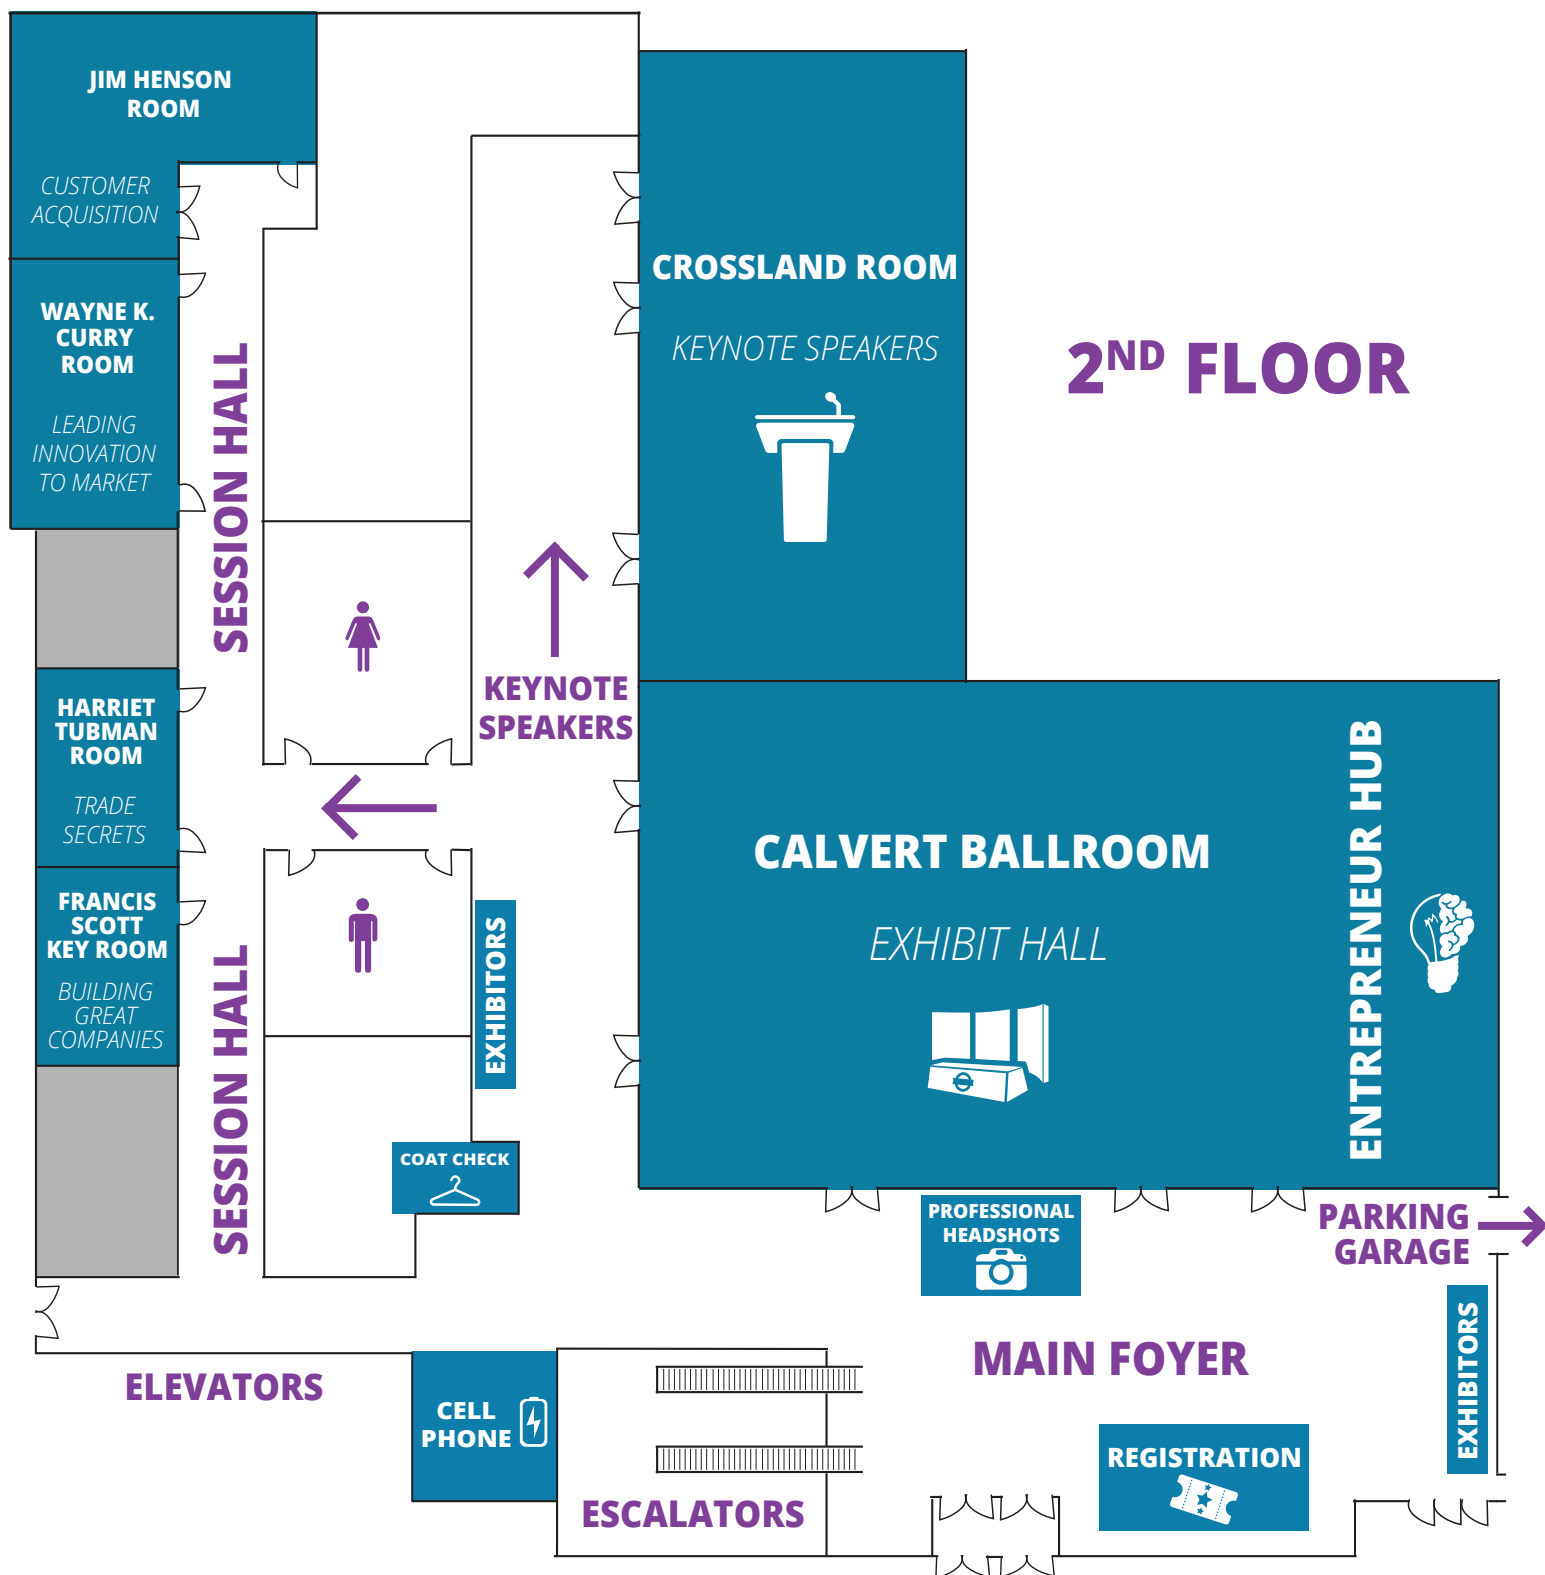 JIM HENSON
ROOM
CUSTOMER
ACQUISITION
WAYNE K.
CURRY
ROOM
LEADING
INNOVATION
TO MARKET
SESSION HALL
CROSSLAND ROOM
KEYNOTE SPEAKERS
2ND FLOOR
KEYNOTE
SPEAKERS
HARRIET
TUBMAN
ROOM
TRADE
SECRETS
FRANCIS
SCOTT
KEY ROOM
BUILDING
GREAT
COMPANIES
SESSION HALL
EXHIBITORS
CALVERT BALLROOM
EXHIBIT HALL
ENTREPRENEUR HUB
COAT CHECK
PROFESSIONAL
HEADSHOTS
PARKING
GARAGE
MAIN FOYER
EXHIBITORS
ELEVATORS
CELL
PHONE
ESCALATORS
REGISTRATION